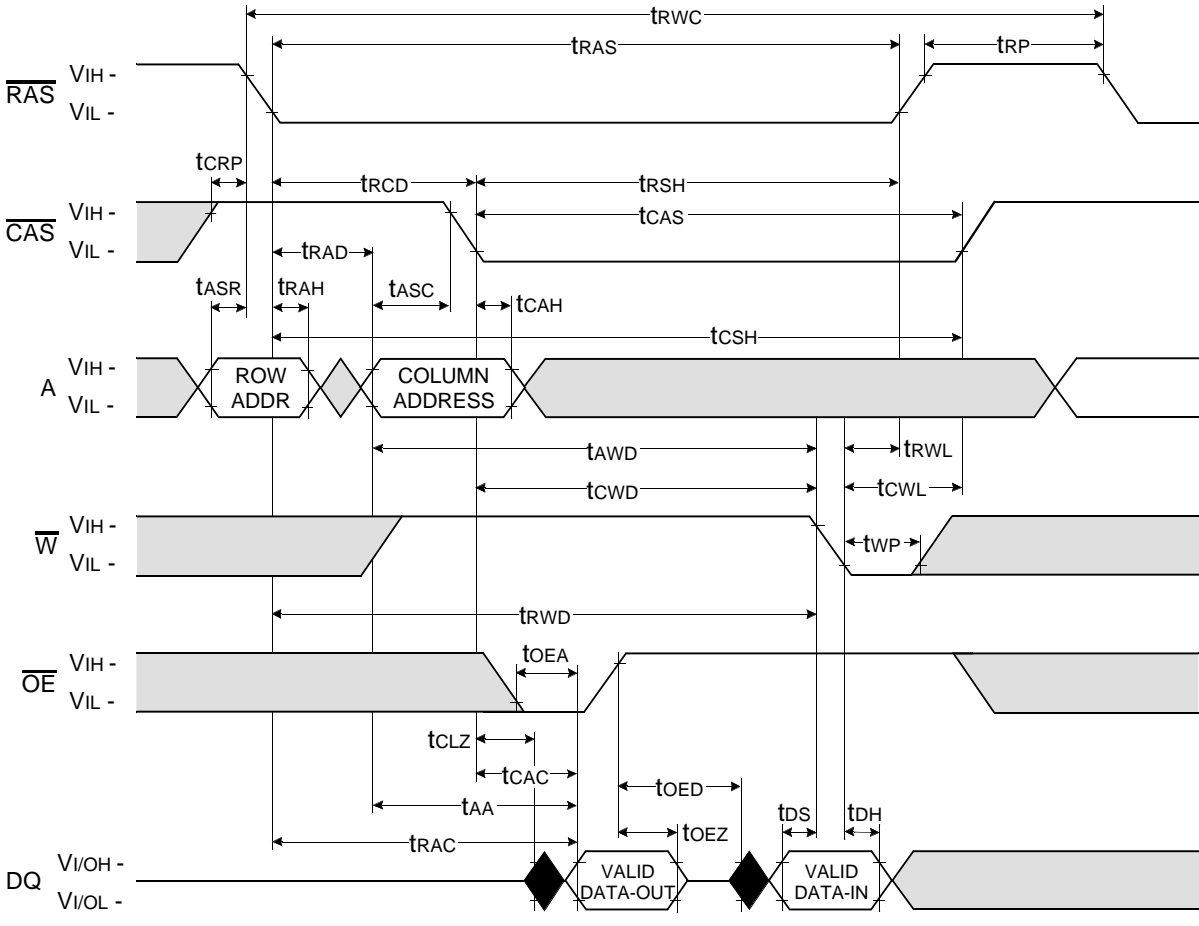 tRWC
tRAS
tRP
RAS
VIH -
VIL -
tCRP
tRCD
tRSH
CAS
VIH -
VIL -
tCAS
tRAD
tASR
tRAH
tASC
tCAH
tCSH
A
VIH -
VIL -
ROW
ADDR
COLUMN
ADDRESS
tAWD
tRWL
tCWD
tCWL
W
VIH -
VIL -
tWP
tRWD
OE
VIH -
VIL -
tOEA
tCLZ
tCAC
tOED
tAA
tDS
tDH
tOEZ
tRAC
DQ
VI/OH -
VI/OL -
VALID
DATA-OUT
VALID
DATA-IN